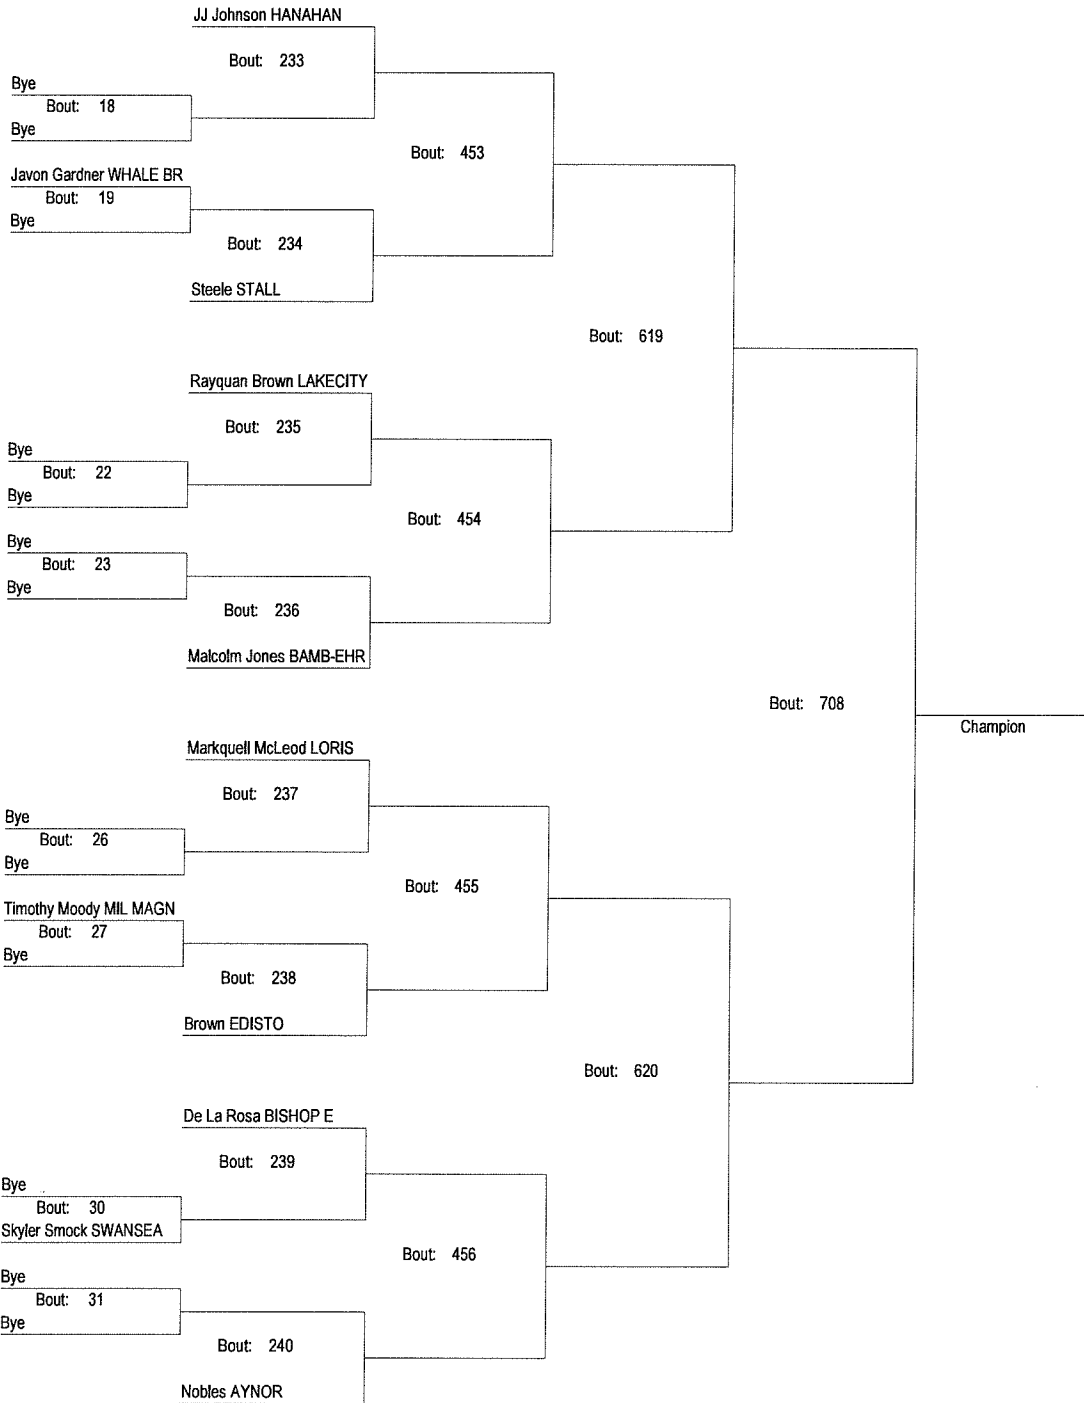 JJ Johnson HANAHAN
Bout: 233
Bye
Bout: 18
Bye
Bout: 453
Javon Gardner WHALE BR
Bout: 19
Bye
Bout: 234
Steele STALL
Bout: 619
Rayquan Brown LAKECITY
Bout: 235
Bye
Bout: 22
Bye
Bout: 454
Bye
Bout: 23
Bye
Bout: 236
Malcolm Jones BAMB-EHR
Bout: 708
Champion
Markquell McLeod LORIS
Bout: 237
Bye
Bout: 26
Bye
Bout: 455
Timothy Moody MIL MAGN
Bout: 27
Bye
Bout: 238
Brown EDISTO
Bout: 620
De La Rosa BISHOP E
Bout: 239
Bye
Bout: 30
Skyler Smock SWANSEA
Bout: 456
Bye
Bout: 31
Bye
Bout: 240
Nobles AYNOR